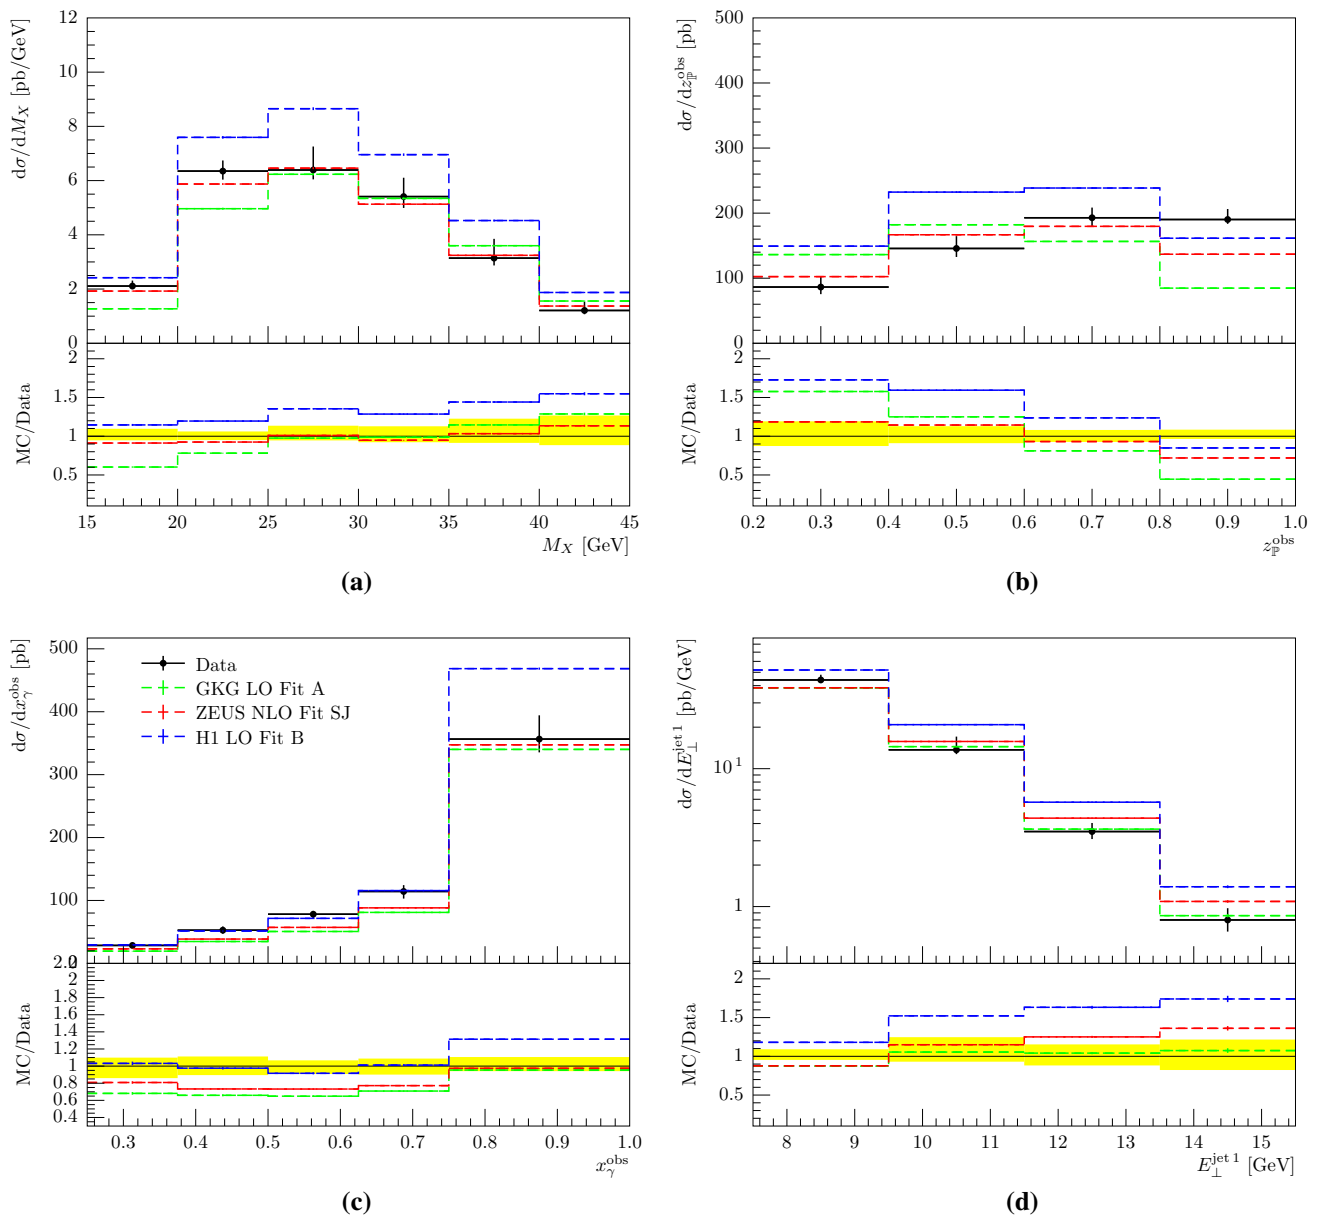 dσ/dM_X [pb/GeV]
12
10
8
6
4
2
0
MC/Data
2
1.5
1
0.5
15 20 25 30 35 40 45
M_X [GeV]
(a)
dσ/dz_ℙ^obs [pb]
500
400
300
200
100
0
MC/Data
2
1.5
1
0.5
0.2 0.3 0.4 0.5 0.6 0.7 0.8 0.9 1.0
z_ℙ^obs
(b)
dσ/dx_γ^obs [pb]
500
400
300
200
100
0
Data
GKG LO Fit A
ZEUS NLO Fit SJ
H1 LO Fit B
MC/Data
2.2
2
1.8
1.6
1.4
1.2
1
0.8
0.6
0.4
0.3 0.4 0.5 0.6 0.7 0.8 0.9 1.0
x_γ^obs
(c)
dσ/dE_⊥^jet 1 [pb/GeV]
10^1
1
MC/Data
2
1.5
1
0.5
8 9 10 11 12 13 14 15
E_⊥^jet 1 [GeV]
(d)